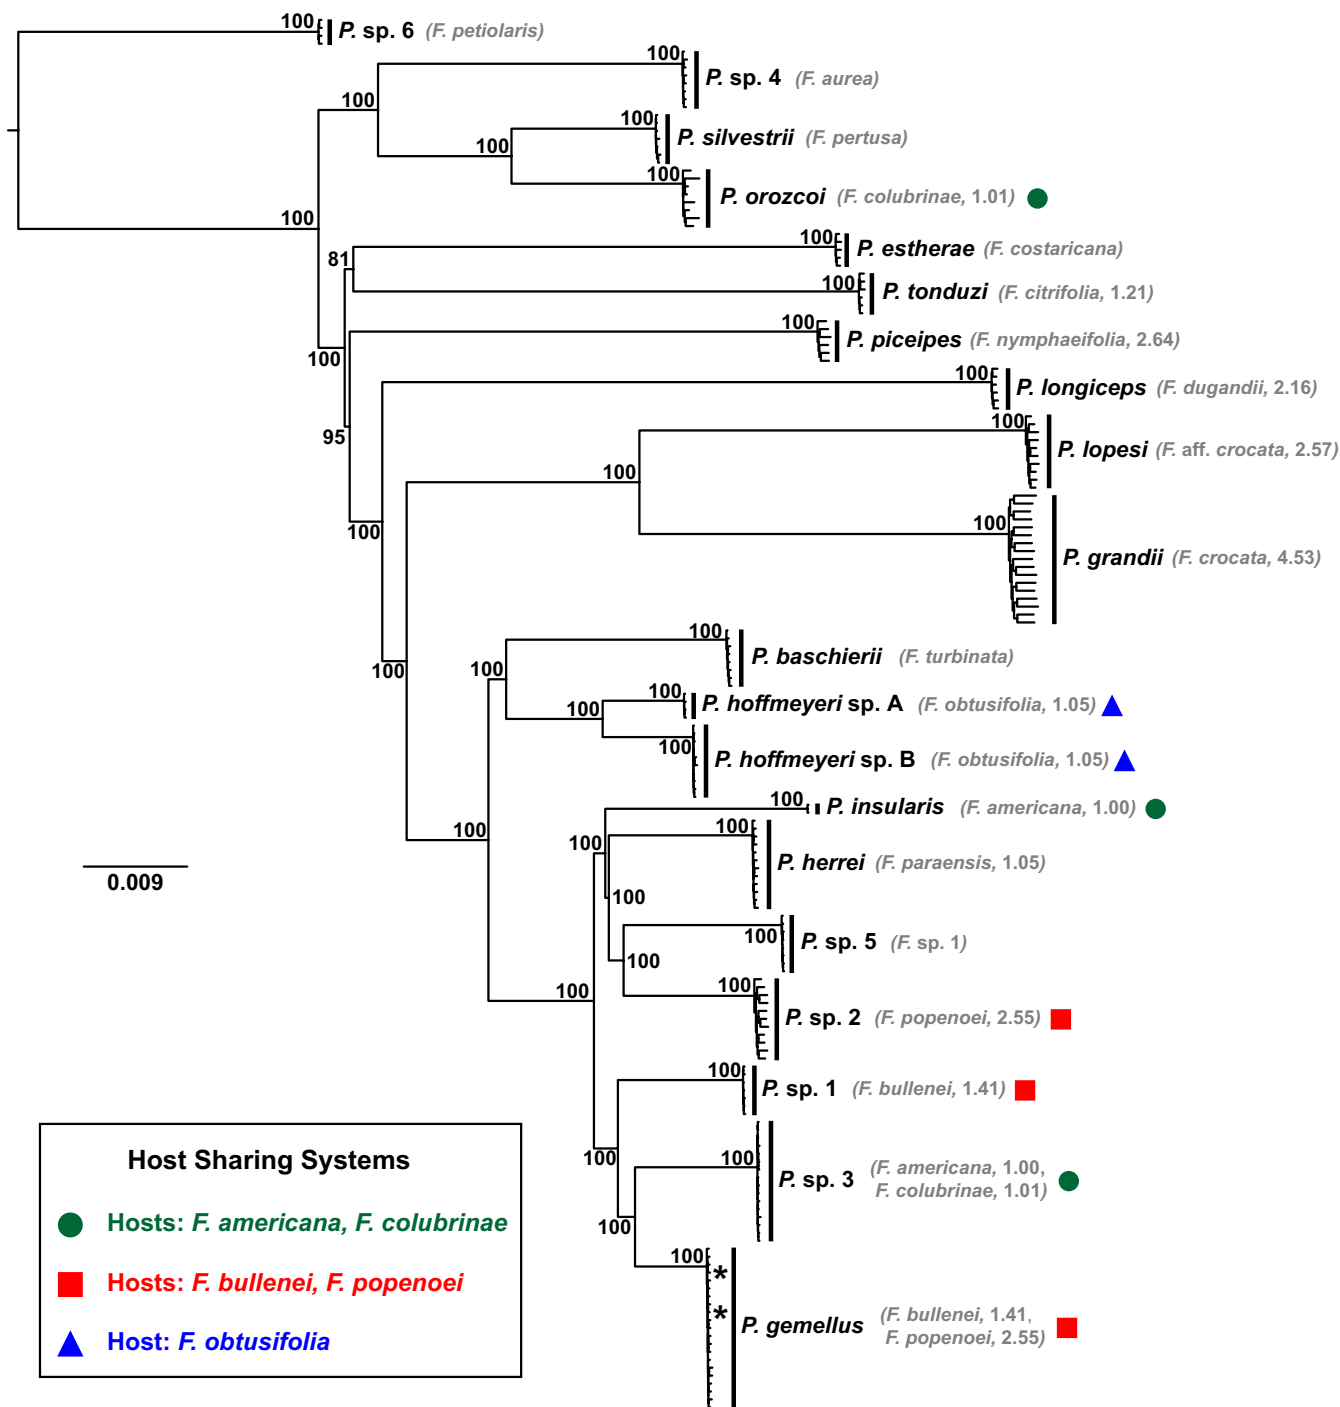 100 P. sp. 6 (F. petiolaris)
100 P. sp. 4 (F. aurea)
100
100 P. silvestrii (F. pertusa)
100
100 P. orozcoi (F. colubrinae, 1.01)
100
100 P. estherae (F. costaricana)
81
100 P. tonduzi (F. citrifolia, 1.21)
100 P. piceipes (F. nymphaeifolia, 2.64)
100
100 P. longiceps (F. dugandii, 2.16)
100 P. lopesi (F. aff. crocata, 2.57)
95
100
100 P. grandii (F. crocata, 4.53)
100
100 P. baschierii (F. turbinata)
100
100
100 P. hoffmeyeri sp. A (F. obtusifolia, 1.05)
100
100 P. hoffmeyeri sp. B (F. obtusifolia, 1.05)
100 P. insularis (F. americana, 1.00)
100
100
100 P. herrei (F. paraensis, 1.05)
0.009
100
100 P. sp. 5 (F. sp. 1)
100
100 P. sp. 2 (F. popenoei, 2.55)
100
100 P. sp. 1 (F. bullenei, 1.41)
100
100 P. sp. 3 (F. americana, 1.00,
F. colubrinae, 1.01)
100
100 *
*
P. gemellus (F. bullenei, 1.41,
F. popenoei, 2.55)
Host Sharing Systems
Hosts: F. americana, F. colubrinae
Hosts: F. bullenei, F. popenoei
Host: F. obtusifolia